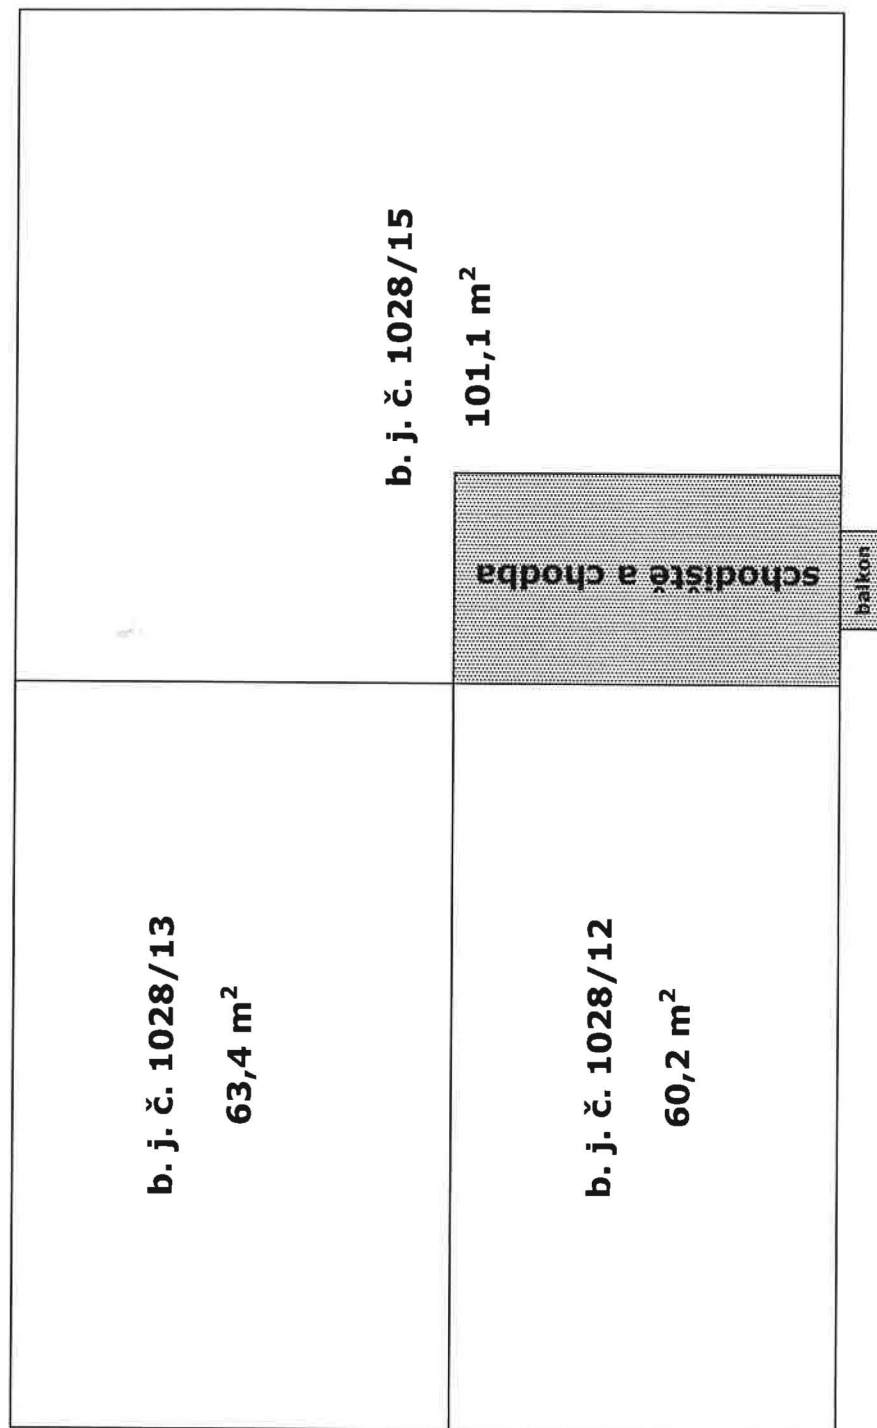 b. j. č. 1028/15
101,1 m²
schodiště a chodba
balkon
b. j. č. 1028/13
63,4 m²
b. j. č. 1028/12
60,2 m²